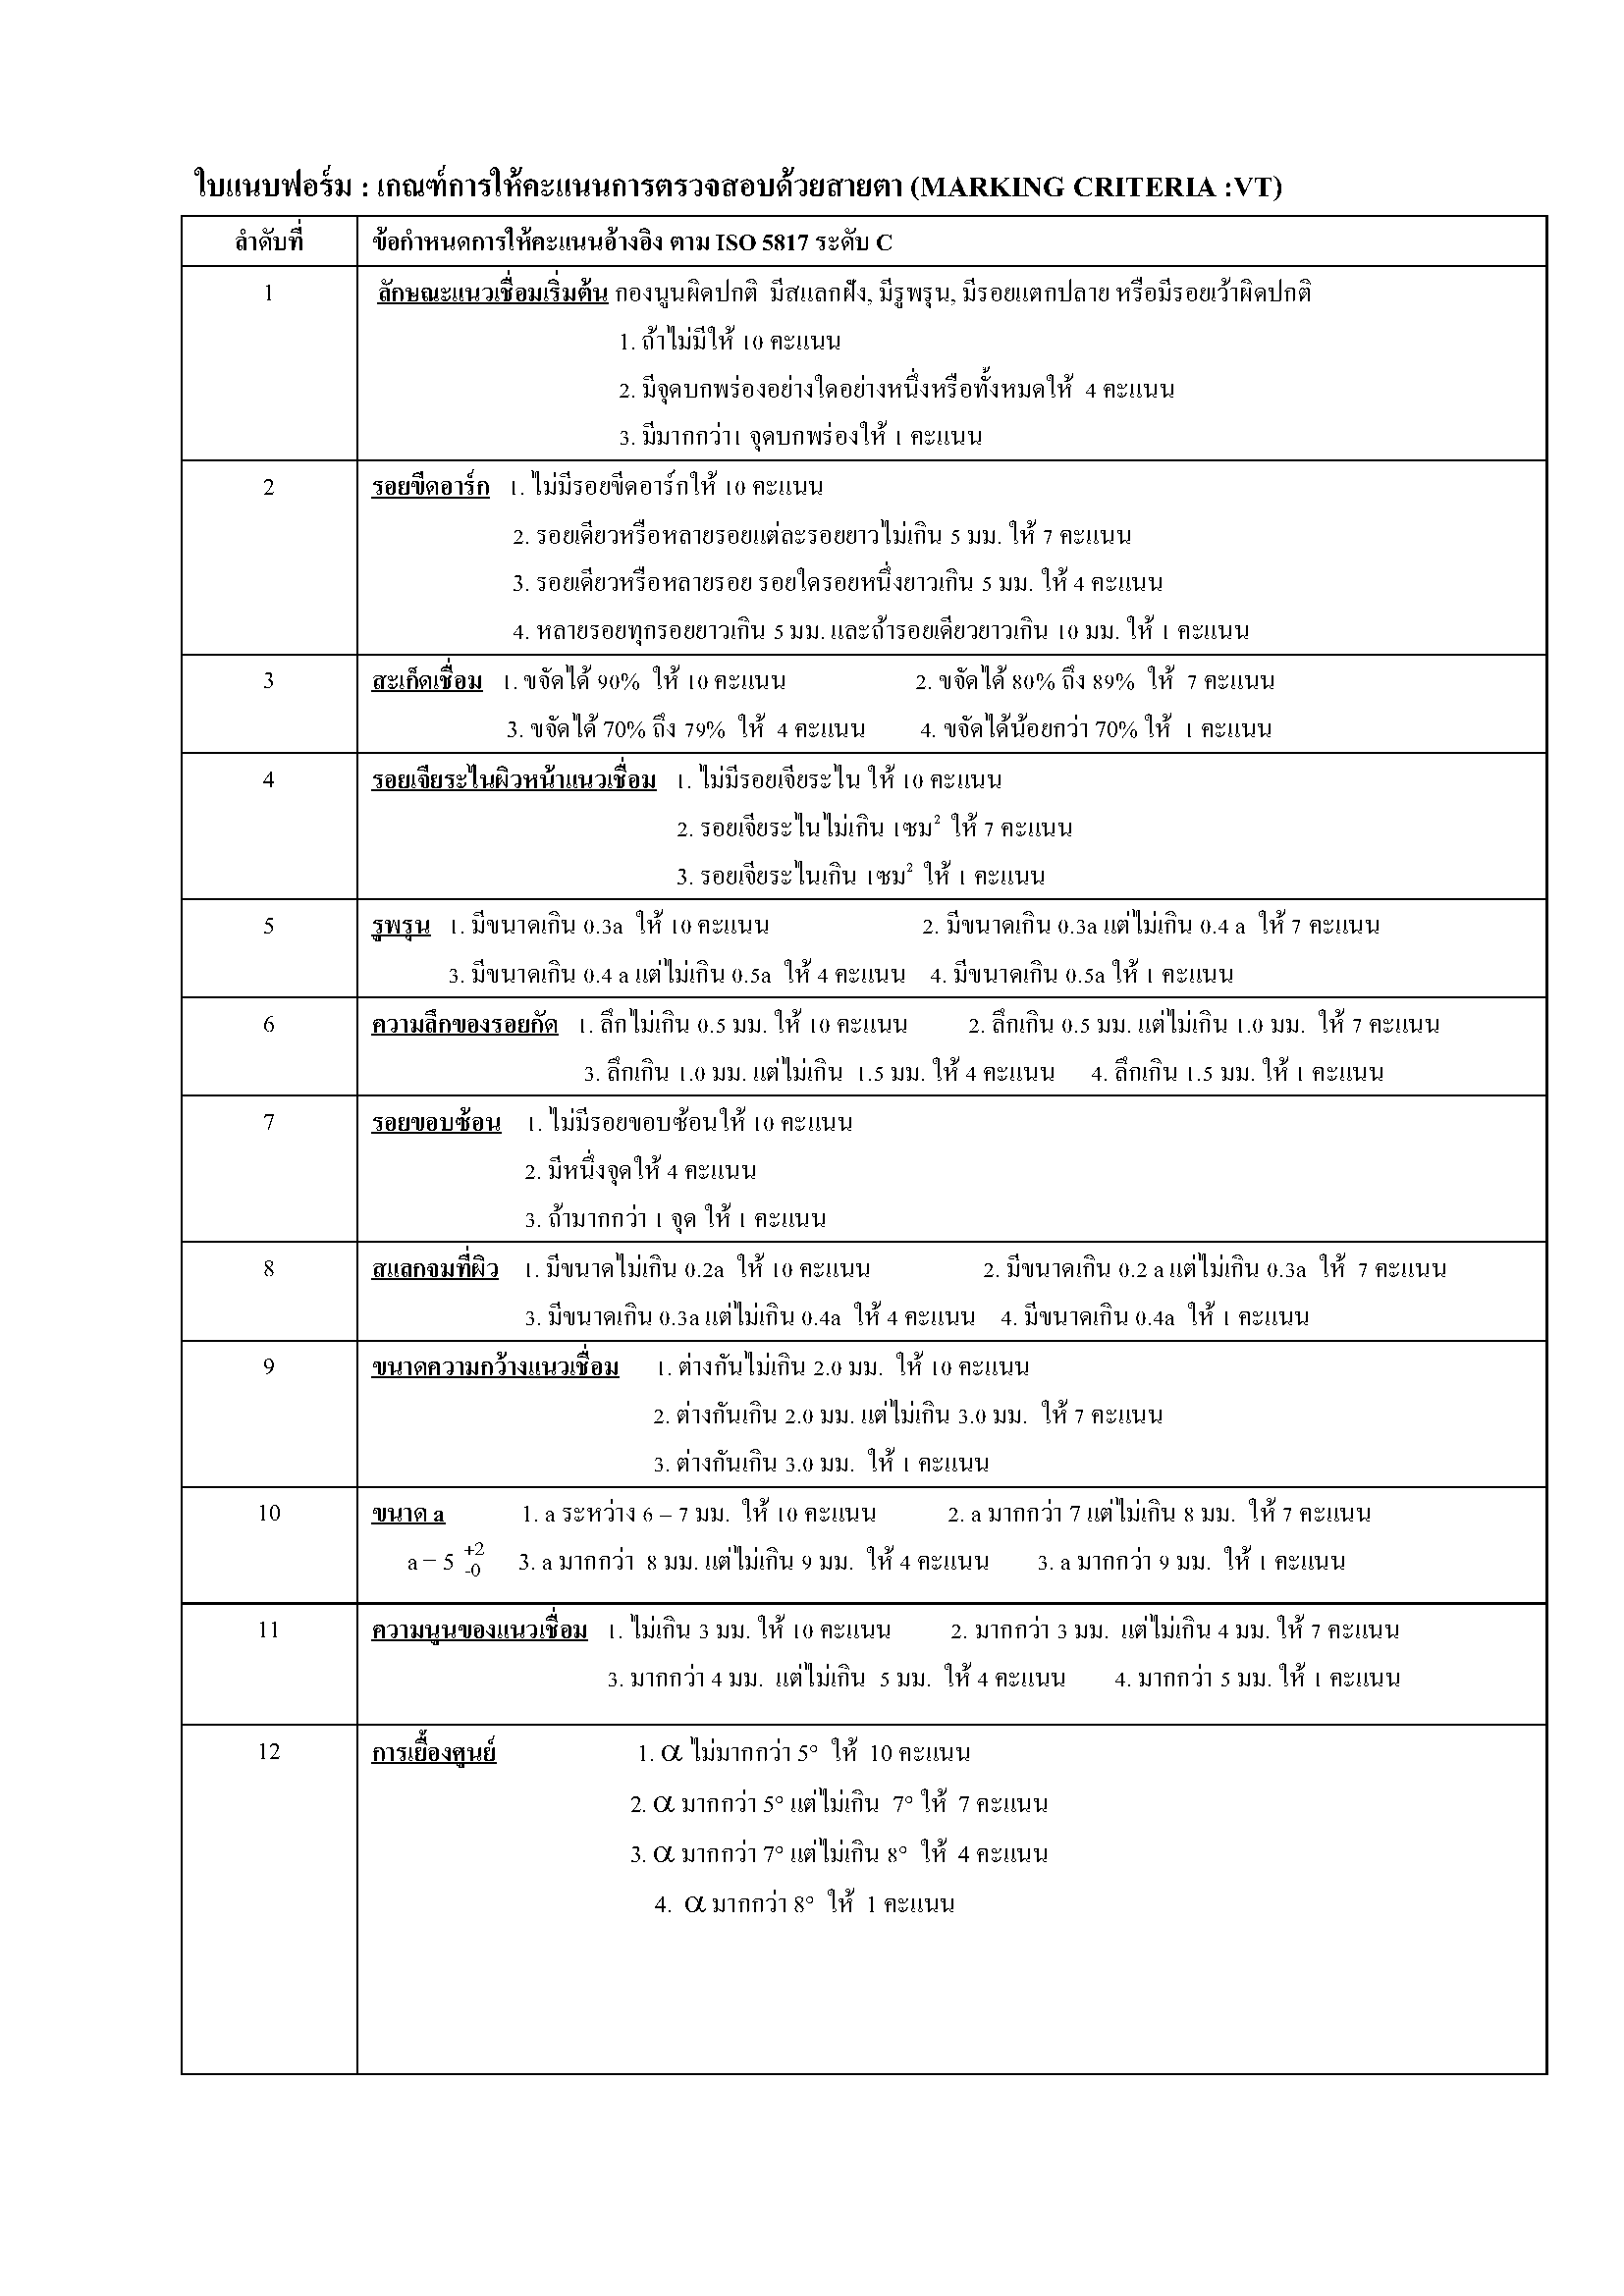 ใบแนบฟอร์ม : เกณฑ์การให้คะแนนการตรวจสอบด้วยสายตา (MARKING CRITERIA :VT)
ลำดับที่ ข้อกำหนดการให้คะแนนอ้างอิง ตาม ISO 5817 ระดับ C
1 ลักษณะแนวเชื่อมเริ่มต้น กองนูนผิดปกติ มีสแลกฝัง, มีรูพรุน, มีรอยแตกปลาย หรือมีรอยเว้าผิดปกติ
1. ถ้าไม่มีให้ 10 คะแนน
2. มีจุดบกพร่องอย่างใดอย่างหนึ่งหรือทั้งหมดให้ 4 คะแนน
3. มีมากกว่า1 จุดบกพร่องให้ 1 คะแนน
2 รอยขีดอาร์ก 1. ไม่มีรอยขีดอาร์กให้ 10 คะแนน
2. รอยเดียวหรือหลายรอยแต่ละรอยยาวไม่เกิน 5 มม. ให้ 7 คะแนน
3. รอยเดียวหรือหลายรอย รอยใดรอยหนึ่งยาวเกิน 5 มม. ให้ 4 คะแนน
4. หลายรอยทุกรอยยาวเกิน 5 มม. และถ้ารอยเดียวยาวเกิน 10 มม. ให้ 1 คะแนน
3 สะเก็ดเชื่อม 1. ขจัดได้ 90% ให้ 10 คะแนน 2. ขจัดได้ 80% ถึง 89% ให้ 7 คะแนน
3. ขจัดได้ 70% ถึง 79% ให้ 4 คะแนน 4. ขจัดได้น้อยกว่า 70% ให้ 1 คะแนน
4 รอยเจียระไนผิวหน้าแนวเชื่อม 1. ไม่มีรอยเจียระไน ให้ 10 คะแนน
2. รอยเจียระไนไม่เกิน 1ซม² ให้ 7 คะแนน
3. รอยเจียระไนเกิน 1ซม² ให้ 1 คะแนน
5 รูพรุน 1. มีขนาดเกิน 0.3a ให้ 10 คะแนน 2. มีขนาดเกิน 0.3a แต่ไม่เกิน 0.4 a ให้ 7 คะแนน
3. มีขนาดเกิน 0.4 a แต่ไม่เกิน 0.5a ให้ 4 คะแนน 4. มีขนาดเกิน 0.5a ให้ 1 คะแนน
6 ความลึกของรอยกัด 1. ลึกไม่เกิน 0.5 มม. ให้ 10 คะแนน 2. ลึกเกิน 0.5 มม. แต่ไม่เกิน 1.0 มม. ให้ 7 คะแนน
3. ลึกเกิน 1.0 มม. แต่ไม่เกิน 1.5 มม. ให้ 4 คะแนน 4. ลึกเกิน 1.5 มม. ให้ 1 คะแนน
7 รอยขอบซ้อน 1. ไม่มีรอยขอบซ้อนให้ 10 คะแนน
2. มีหนึ่งจุดให้ 4 คะแนน
3. ถ้ามากกว่า 1 จุด ให้ 1 คะแนน
8 สแลกจมที่ผิว 1. มีขนาดไม่เกิน 0.2a ให้ 10 คะแนน 2. มีขนาดเกิน 0.2 a แต่ไม่เกิน 0.3a ให้ 7 คะแนน
3. มีขนาดเกิน 0.3a แต่ไม่เกิน 0.4a ให้ 4 คะแนน 4. มีขนาดเกิน 0.4a ให้ 1 คะแนน
9 ขนาดความกว้างแนวเชื่อม 1. ต่างกันไม่เกิน 2.0 มม. ให้ 10 คะแนน
2. ต่างกันเกิน 2.0 มม. แต่ไม่เกิน 3.0 มม. ให้ 7 คะแนน
3. ต่างกันเกิน 3.0 มม. ให้ 1 คะแนน
10 ขนาด a 1. a ระหว่าง 6 – 7 มม. ให้ 10 คะแนน 2. a มากกว่า 7 แต่ไม่เกิน 8 มม. ให้ 7 คะแนน
a – 5 +2 -0 3. a มากกว่า 8 มม. แต่ไม่เกิน 9 มม. ให้ 4 คะแนน 3. a มากกว่า 9 มม. ให้ 1 คะแนน
11 ความนูนของแนวเชื่อม 1. ไม่เกิน 3 มม. ให้ 10 คะแนน 2. มากกว่า 3 มม. แต่ไม่เกิน 4 มม. ให้ 7 คะแนน
3. มากกว่า 4 มม. แต่ไม่เกิน 5 มม. ให้ 4 คะแนน 4. มากกว่า 5 มม. ให้ 1 คะแนน
12 การเยื้องศูนย์ 1. α ไม่มากกว่า 5° ให้ 10 คะแนน
2. α มากกว่า 5° แต่ไม่เกิน 7° ให้ 7 คะแนน
3. α มากกว่า 7° แต่ไม่เกิน 8° ให้ 4 คะแนน
4. α มากกว่า 8° ให้ 1 คะแนน